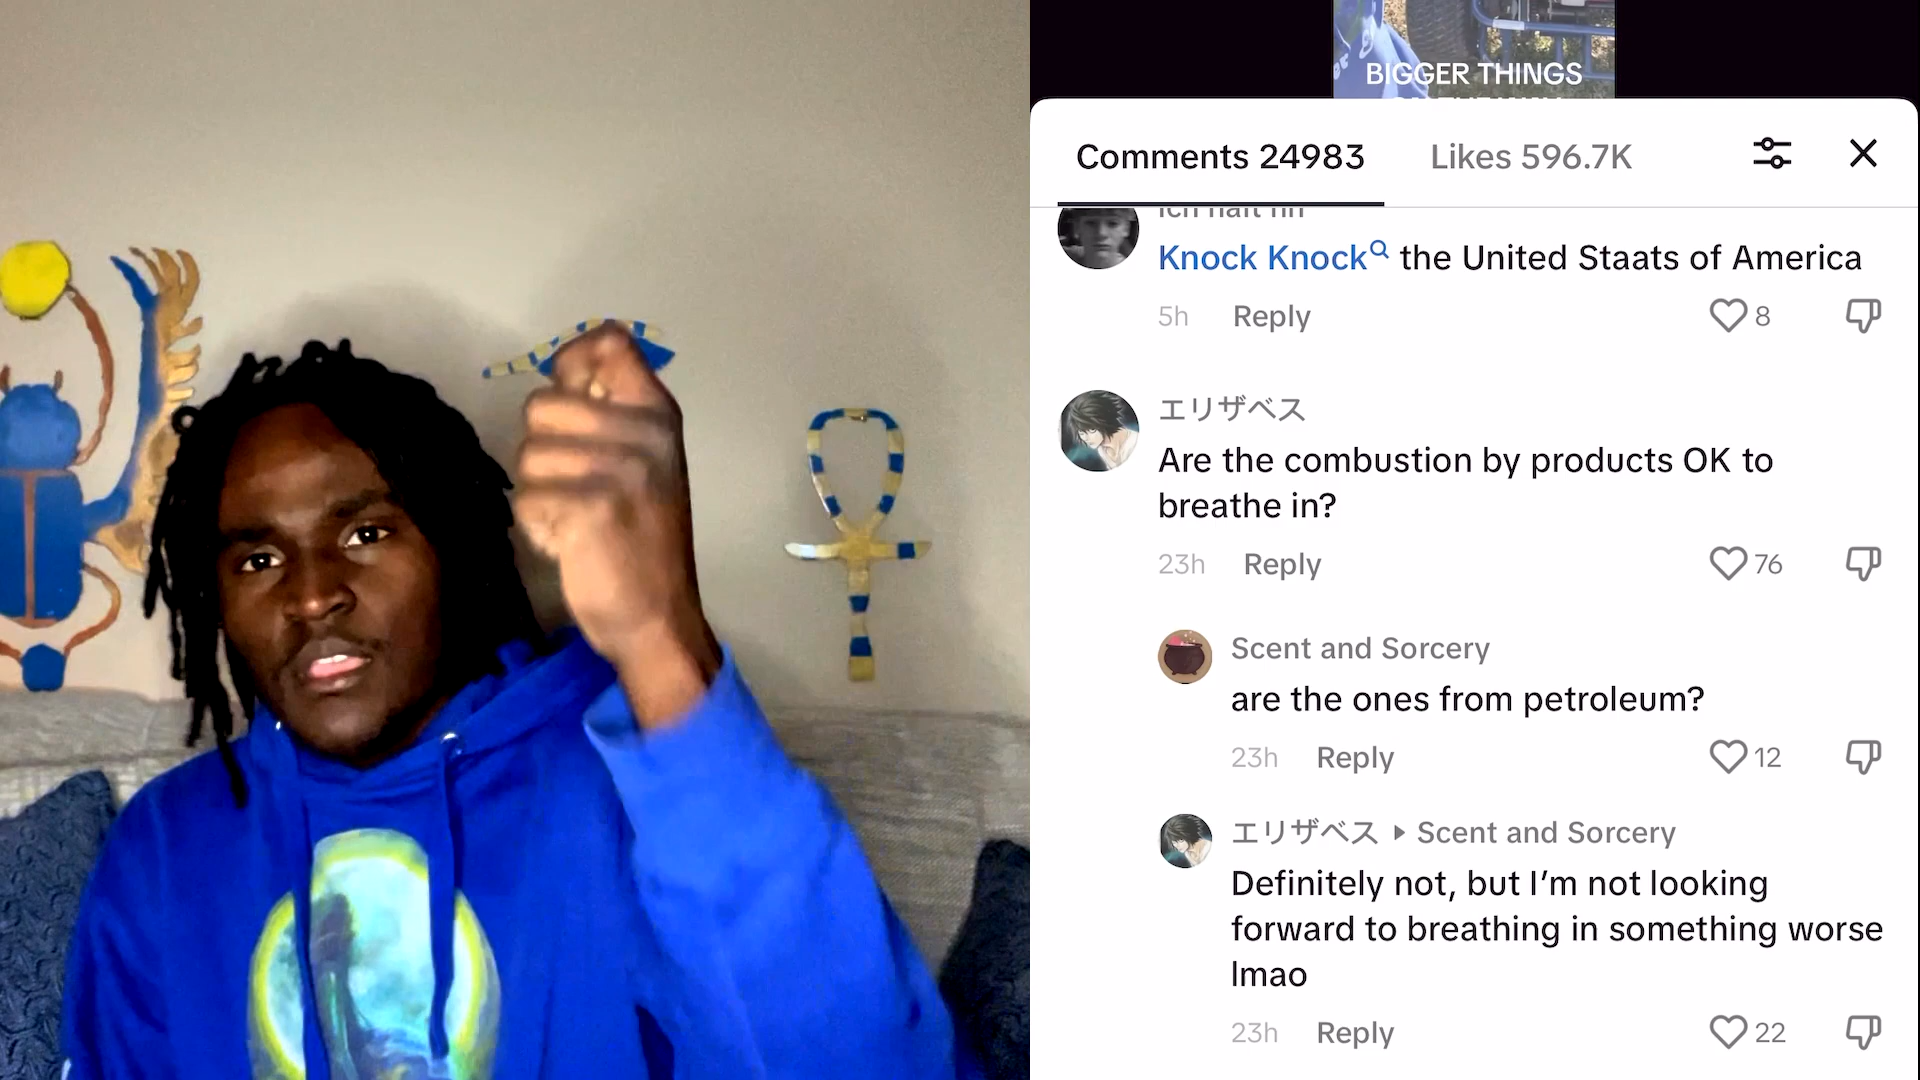 BIGGER THINGS
Comments 24983
Likes 596.7K
Knock Knock the United Staats of America
5h Reply 8
エリザベス
Are the combustion by products OK to
breathe in?
23h Reply 76
Scent and Sorcery
are the ones from petroleum?
23h Reply 12
エリザベス Scent and Sorcery
Definitely not, but I'm not looking
forward to breathing in something worse
lmao
23h Reply 22